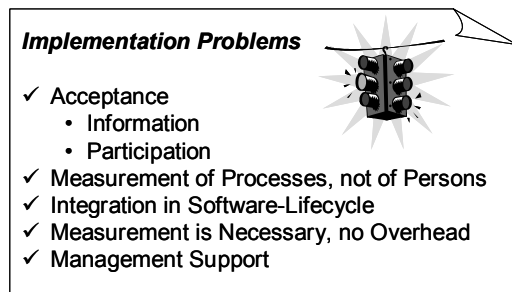 Implementation Problems
✓ Acceptance
• Information
• Participation
✓ Measurement of Processes, not of Persons
✓ Integration in Software-Lifecycle
✓ Measurement is Necessary, no Overhead
✓ Management Support